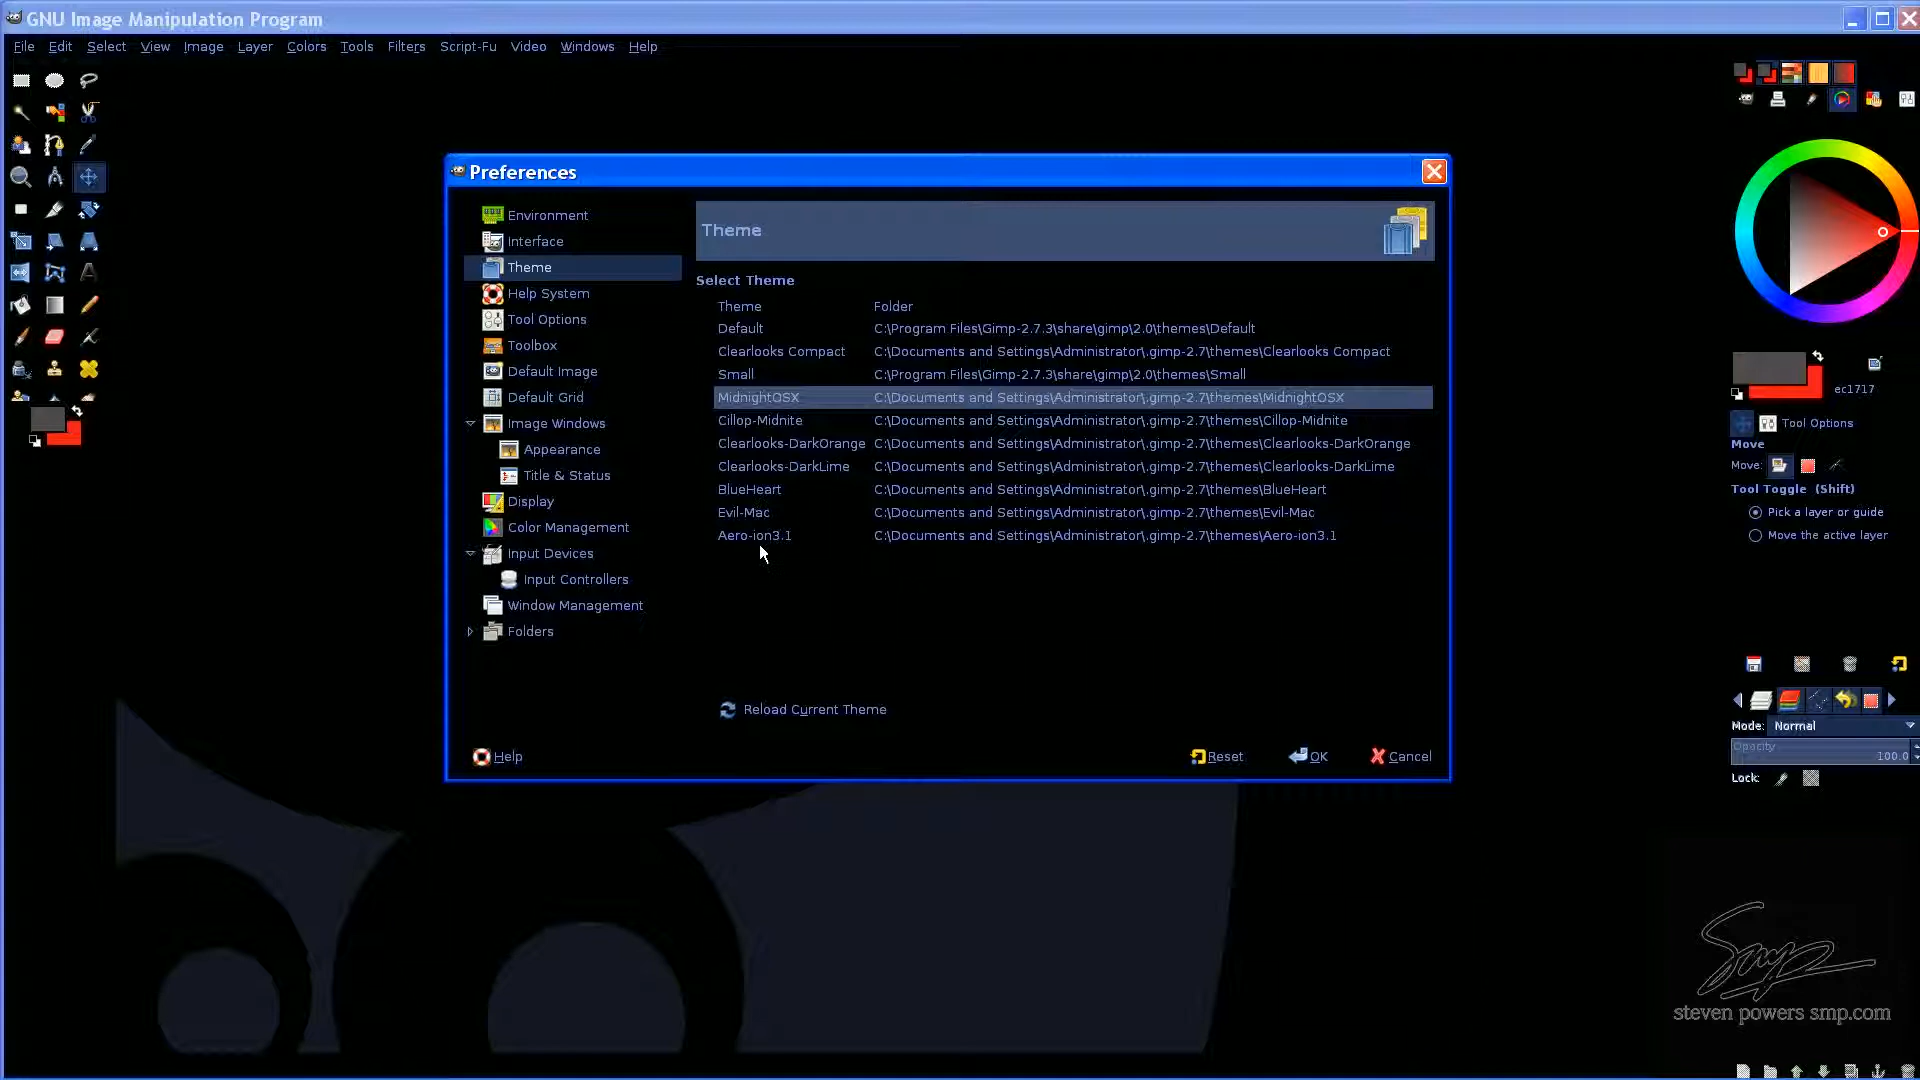 GNU Image Manipulation Program
File Edit Select View Image Layer Colors Tools Filters Script-Fu Video Windows Help
Preferences
Environment
Interface
Theme
Help System
Tool Options
Toolbox
Default Image
Default Grid
Image Windows
Appearance
Title & Status
Display
Color Management
Input Devices
Input Controllers
Window Management
Folders
Theme
Select Theme
Theme Folder
Default C:\Program Files\Gimp-2.7.3\share\gimp\2.0\themes\Default
Clearlooks Compact C:\Documents and Settings\Administrator\.gimp-2.7\themes\Clearlooks Compact
Small C:\Program Files\Gimp-2.7.3\share\gimp\2.0\themes\Small
MidnightOSX C:\Documents and Settings\Administrator\.gimp-2.7\themes\MidnightOSX
Cillop-Midnite C:\Documents and Settings\Administrator\.gimp-2.7\themes\Cillop-Midnite
Clearlooks-DarkOrange C:\Documents and Settings\Administrator\.gimp-2.7\themes\Clearlooks-DarkOrange
Clearlooks-DarkLime C:\Documents and Settings\Administrator\.gimp-2.7\themes\Clearlooks-DarkLime
BlueHeart C:\Documents and Settings\Administrator\.gimp-2.7\themes\BlueHeart
Evil-Mac C:\Documents and Settings\Administrator\.gimp-2.7\themes\Evil-Mac
Aero-ion3.1 C:\Documents and Settings\Administrator\.gimp-2.7\themes\Aero-ion3.1
Reload Current Theme
Help Reset OK Cancel
ec1717
Tool Options
Move
Move:
Tool Toggle (Shift)
Pick a layer or guide
Move the active layer
Mode: Normal
Opacity 100.0
Lock:
smp
steven powers smp.com